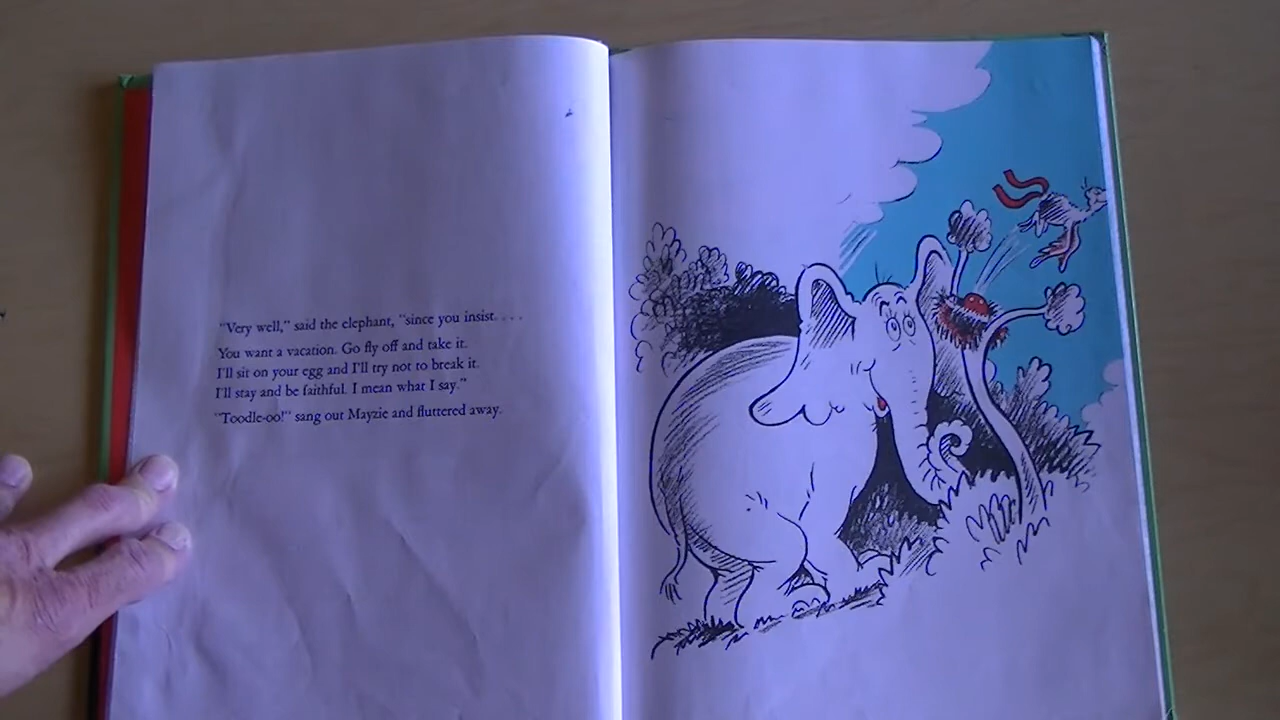 "Very well," said the elephant, "since you insist. . . .
You want a vacation. Go fly off and take it.
I'll sit on your egg and I'll try not to break it.
I'll stay and be faithful. I mean what I say."
"Toodle-oo!" sang out Mayzie and fluttered away.